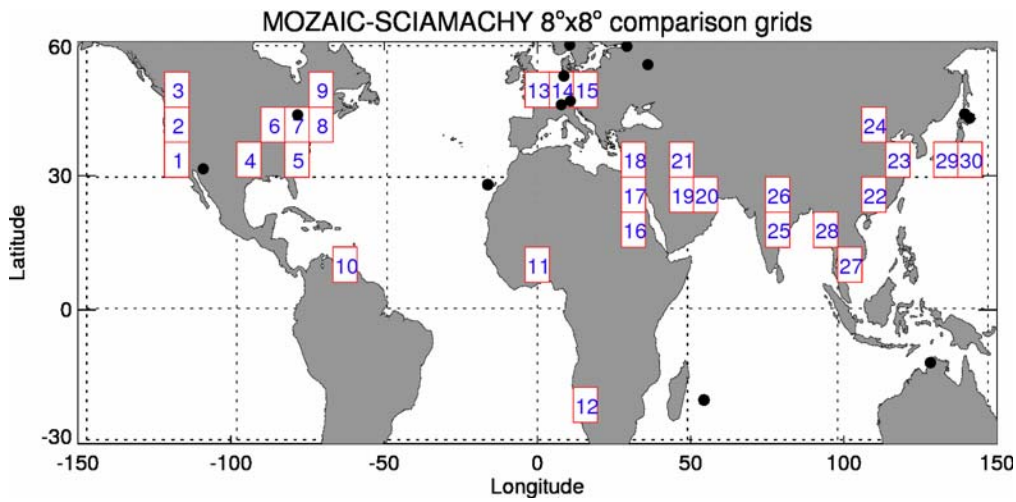 MOZAIC-SCIAMACHY 8°x8° comparison grids
60
3 9 13 14 15
2 6 7 8 24
1 4 5 18 21 23 29 30
30
17 19 20 26 22
16 25 28
10 11 27
0
12
-30
-150 -100 -50 0 50 100 150
Latitude
Longitude